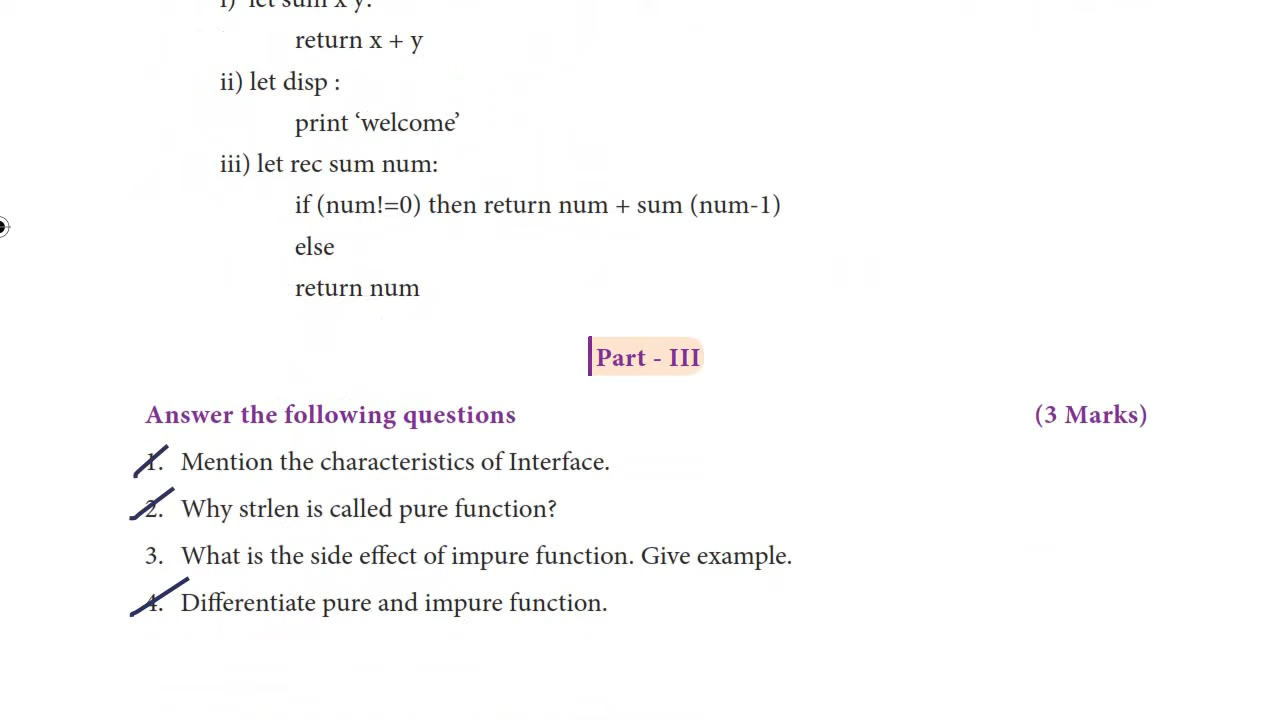 i) let sum x y:
return x + y
ii) let disp :
print ‘welcome’
iii) let rec sum num:
if (num!=0) then return num + sum (num-1)
else
return num
Part - III
Answer the following questions (3 Marks)
1. Mention the characteristics of Interface.
2. Why strlen is called pure function?
3. What is the side effect of impure function. Give example.
4. Differentiate pure and impure function.